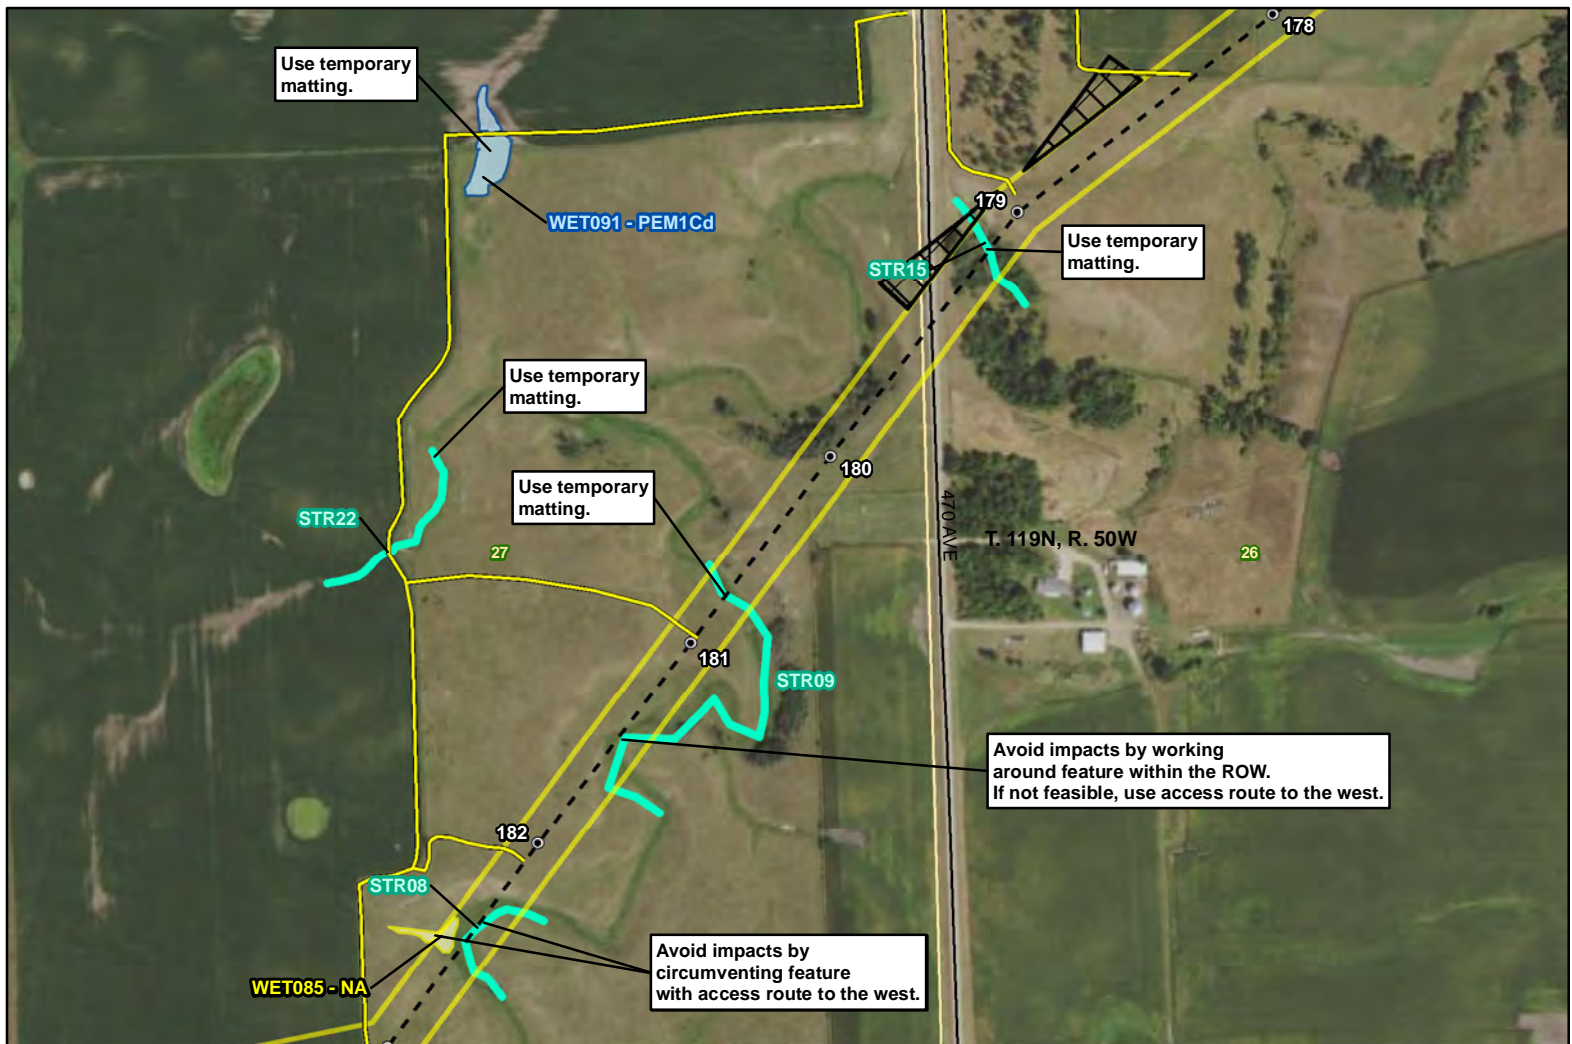 178
Use temporary
matting.
179
WET091 - PEM1Cd
Use temporary
matting.
STR15
Use temporary
matting.
180
Use temporary
matting.
STR22
470 AVE
T. 119N, R. 50W
27
26
181
STR09
Avoid impacts by working
around feature within the ROW.
If not feasible, use access route to the west.
182
STR08
Avoid impacts by
circumventing feature
with access route to the west.
WET085 - NA